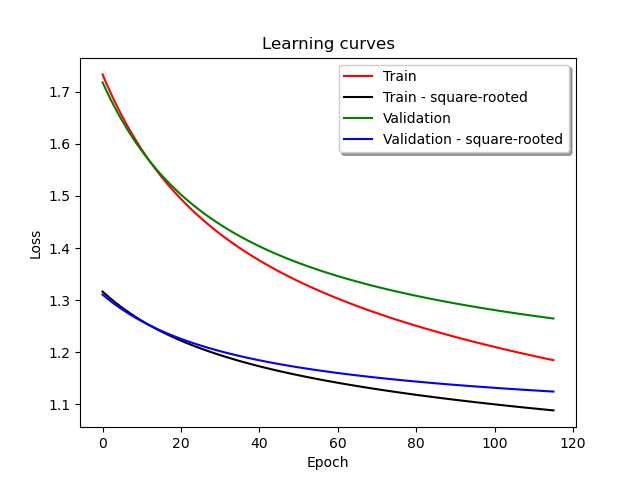 Learning curves
Train
Train - square-rooted
Validation
Validation - square-rooted
Loss
1.7
1.6
1.5
1.4
1.3
1.2
1.1
0 20 40 60 80 100 120
Epoch